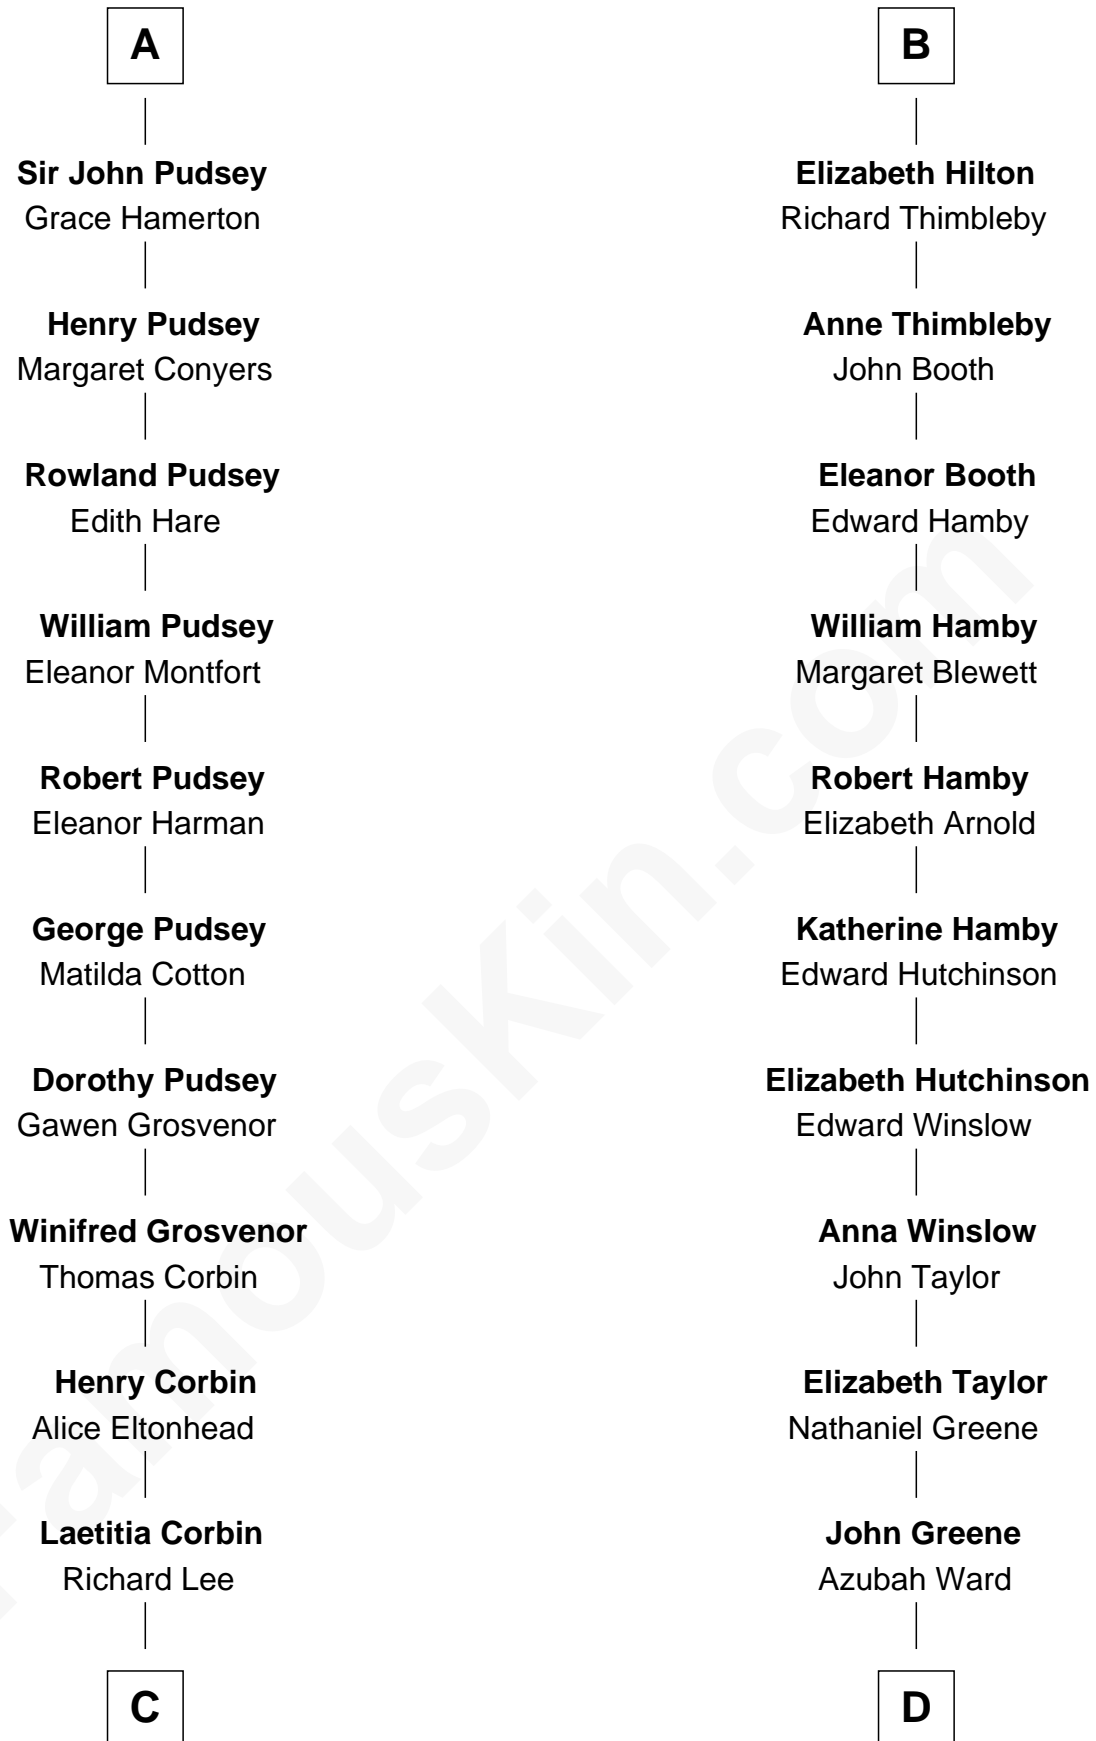 A
Sir John Pudsey
Grace Hamerton
Henry Pudsey
Margaret Conyers
Rowland Pudsey
Edith Hare
William Pudsey
Eleanor Montfort
Robert Pudsey
Eleanor Harman
George Pudsey
Matilda Cotton
Dorothy Pudsey
Gawen Grosvenor
Winifred Grosvenor
Thomas Corbin
Henry Corbin
Alice Eltonhead
Laetitia Corbin
Richard Lee
C
B
Elizabeth Hilton
Richard Thimbleby
Anne Thimbleby
John Booth
Eleanor Booth
Edward Hamby
William Hamby
Margaret Blewett
Robert Hamby
Elizabeth Arnold
Katherine Hamby
Edward Hutchinson
Elizabeth Hutchinson
Edward Winslow
Anna Winslow
John Taylor
Elizabeth Taylor
Nathaniel Greene
John Greene
Azubah Ward
D
FamousKin.com